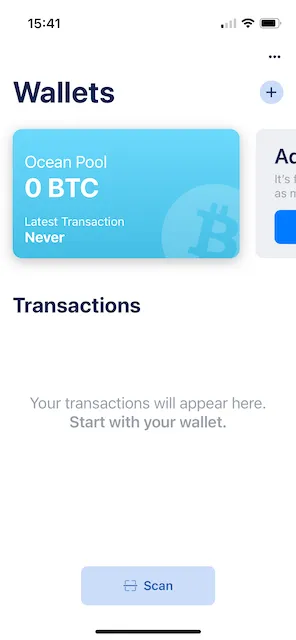 15:41
Wallets
Ocean Pool
0 BTC
Latest Transaction
Never
It's f
as m
Transactions
Your transactions will appear here.
Start with your wallet.
Scan